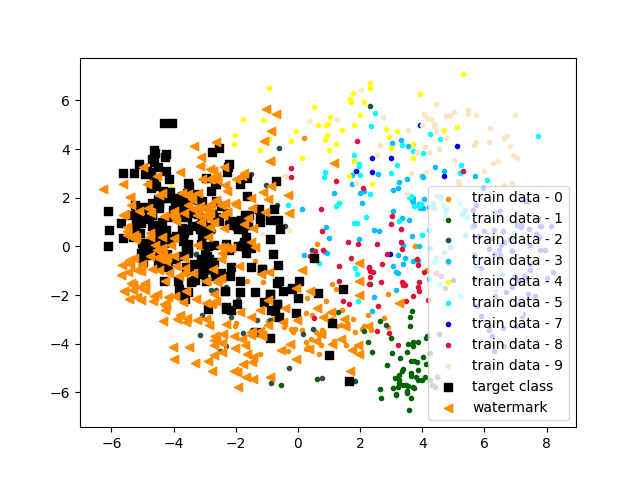 6
4
2
0
−2
−4
−6
−6
−4
−2
0
2
4
6
8
train data - 0
train data - 1
train data - 2
train data - 3
train data - 4
train data - 5
train data - 7
train data - 8
train data - 9
target class
watermark